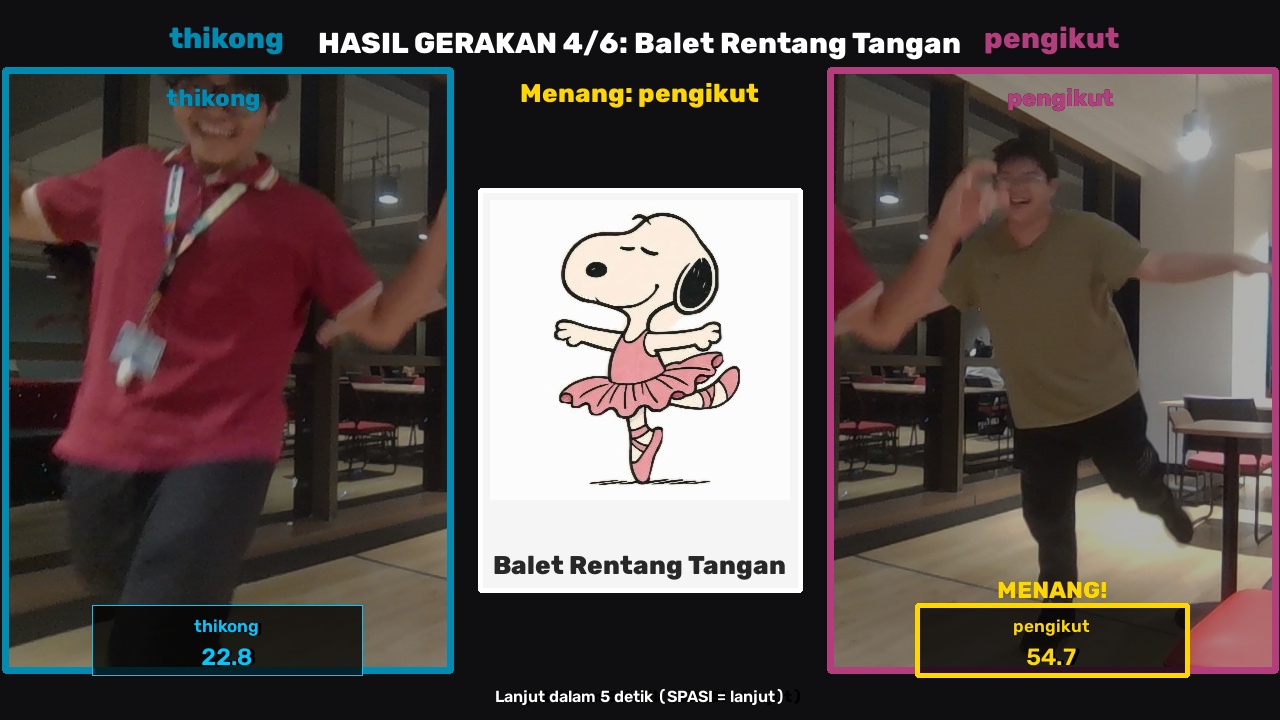 thikong
HASIL GERAKAN 4/6: Balet Rentang Tangan
pengikut
thikong
Menang: pengikut
pengikut
Balet Rentang Tangan
MENANG!
thikong
22.8
pengikut
54.7
Lanjut dalam 5 detik (SPASI = lanjut)